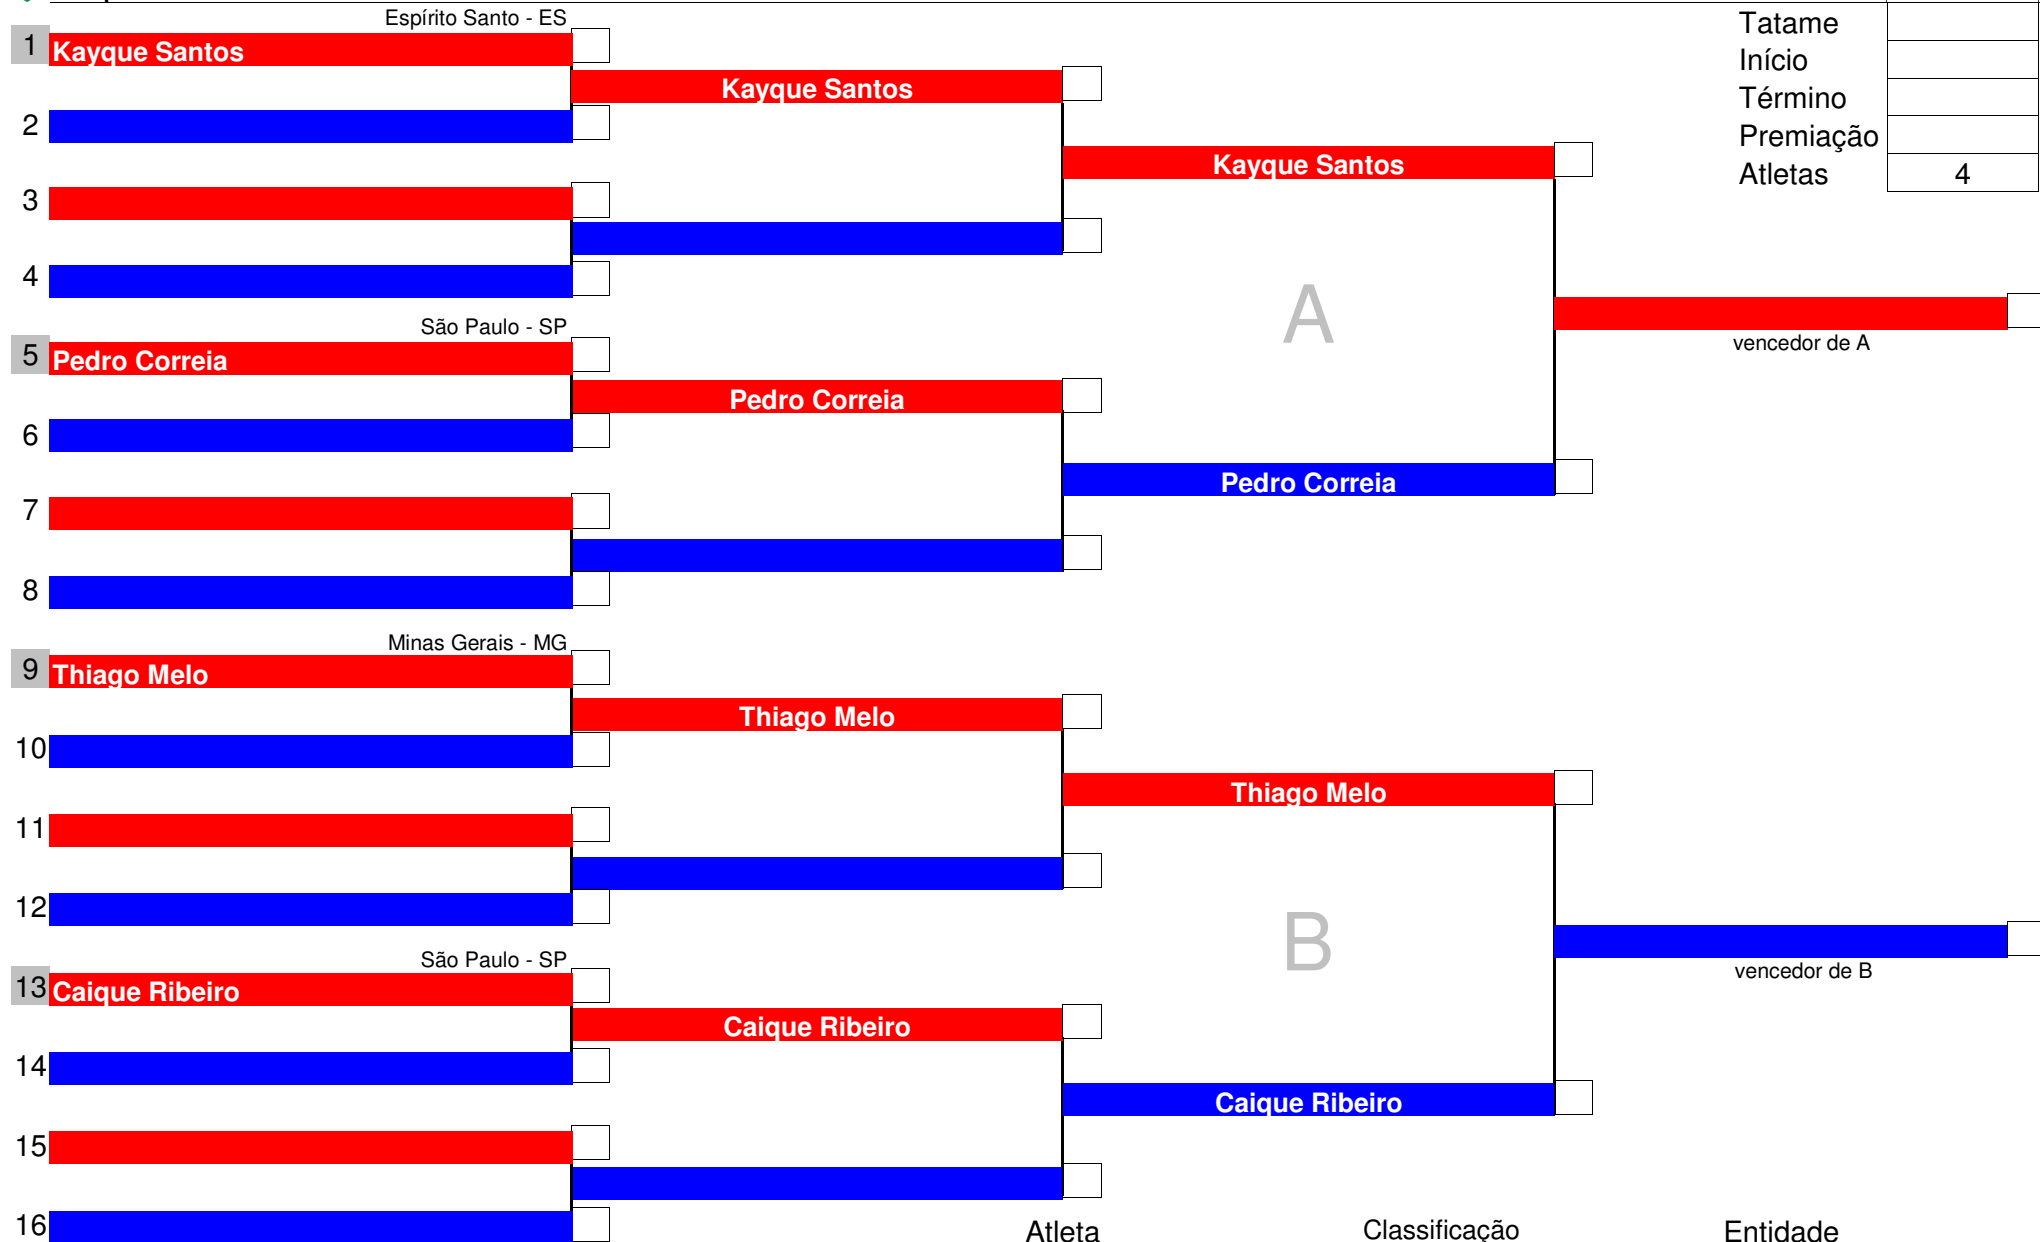 Espírito Santo - ES
1 Kayque Santos
Kayque Santos
2
Kayque Santos
3
4
Tatame
Início
Término
Premiação
Atletas 4
A
São Paulo - SP
5 Pedro Correia
Pedro Correia
6
Pedro Correia
7
8
vencedor de A
Minas Gerais - MG
9 Thiago Melo
Thiago Melo
10
Thiago Melo
11
12
B
São Paulo - SP
13 Caique Ribeiro
Caique Ribeiro
14
Caique Ribeiro
15
16
vencedor de B
Atleta Classificação Entidade